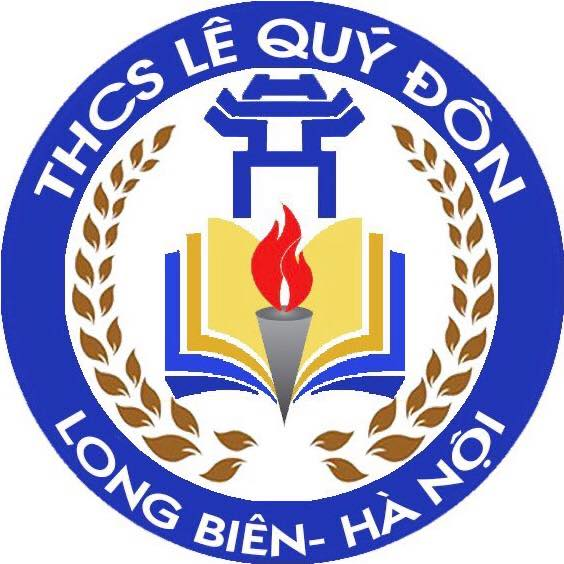 THCS LÊ QUÝ ĐÔN
LONG BIÊN- HÀ NỘI